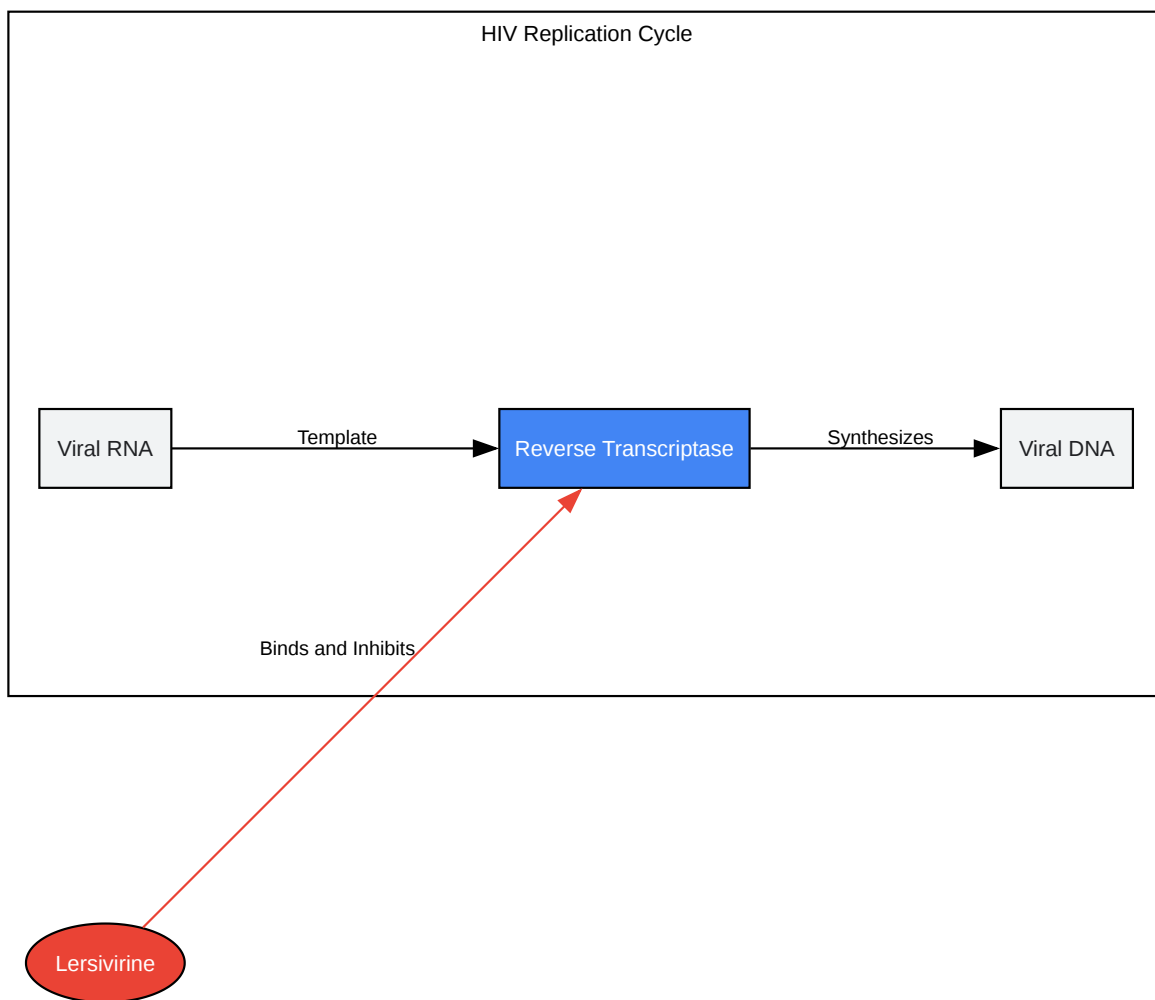 HIV Replication Cycle
Viral RNA
Template
Reverse Transcriptase
Synthesizes
Viral DNA
Binds and Inhibits
Lersivirine